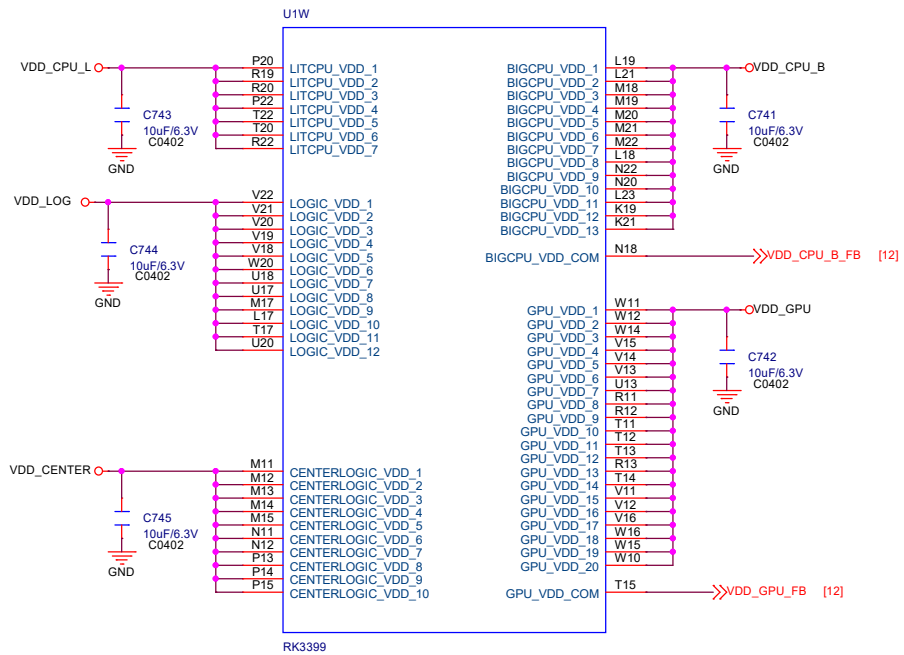 U1W
VDD_CPU_L
P20 LITCPU_VDD_1
R19 LITCPU_VDD_2
R20 LITCPU_VDD_3
P22 LITCPU_VDD_4
T22 LITCPU_VDD_5
T20 LITCPU_VDD_6
R22 LITCPU_VDD_7
C743
10uF/6.3V
C0402
GND
VDD_LOG
V22 LOGIC_VDD_1
V21 LOGIC_VDD_2
V20 LOGIC_VDD_3
V19 LOGIC_VDD_4
V18 LOGIC_VDD_5
W20 LOGIC_VDD_6
U18 LOGIC_VDD_7
U17 LOGIC_VDD_8
M17 LOGIC_VDD_9
L17 LOGIC_VDD_10
T17 LOGIC_VDD_11
U20 LOGIC_VDD_12
C744
10uF/6.3V
C0402
GND
VDD_CENTER
M11 CENTERLOGIC_VDD_1
M12 CENTERLOGIC_VDD_2
M13 CENTERLOGIC_VDD_3
M14 CENTERLOGIC_VDD_4
M15 CENTERLOGIC_VDD_5
N11 CENTERLOGIC_VDD_6
N12 CENTERLOGIC_VDD_7
P13 CENTERLOGIC_VDD_8
P14 CENTERLOGIC_VDD_9
P15 CENTERLOGIC_VDD_10
C745
10uF/6.3V
C0402
GND
BIGCPU_VDD_1 L19
BIGCPU_VDD_2 L21
BIGCPU_VDD_3 M18
BIGCPU_VDD_4 M19
BIGCPU_VDD_5 M20
BIGCPU_VDD_6 M21
BIGCPU_VDD_7 M22
BIGCPU_VDD_8 L18
BIGCPU_VDD_9 N22
BIGCPU_VDD_10 N20
BIGCPU_VDD_11 L23
BIGCPU_VDD_12 K19
BIGCPU_VDD_13 K21
VDD_CPU_B
C741
10uF/6.3V
C0402
GND
BIGCPU_VDD_COM N18 VDD_CPU_B_FB [12]
GPU_VDD_1 W11
GPU_VDD_2 W12
GPU_VDD_3 W14
GPU_VDD_4 V15
GPU_VDD_5 V14
GPU_VDD_6 V13
GPU_VDD_7 U13
GPU_VDD_8 R11
GPU_VDD_9 R12
GPU_VDD_10 T11
GPU_VDD_11 T12
GPU_VDD_12 T13
GPU_VDD_13 R13
GPU_VDD_14 T14
GPU_VDD_15 V11
GPU_VDD_16 V12
GPU_VDD_17 V16
GPU_VDD_18 W16
GPU_VDD_19 W15
GPU_VDD_20 W10
VDD_GPU
C742
10uF/6.3V
C0402
GND
GPU_VDD_COM T15 VDD_GPU_FB [12]
RK3399